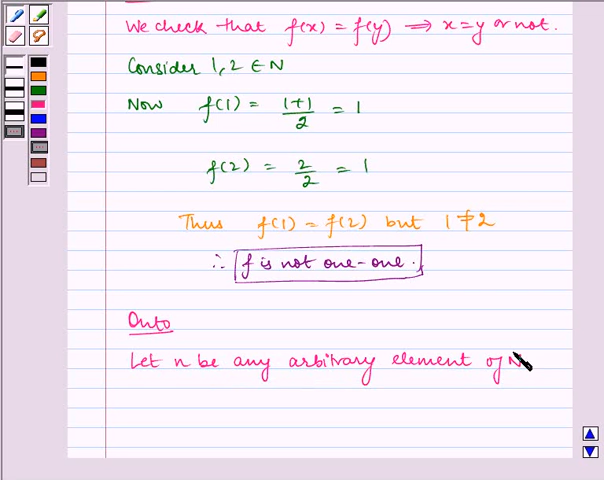 We check that f(x) = f(y) ⟹ x=y or not.
Consider 1, 2 ∈ N
Now f(1) = (1+1)/2 = 1
f(2) = 2/2 = 1
Thus f(1) = f(2) but 1 ≠ 2
∴ f is not one-one.
Onto
Let n be any arbitrary element of N